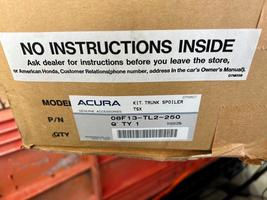 NO INSTRUCTIONS INSIDE
Ask dealer for instructions before you leave the store,
or American Honda, Customer Relations(phone number, address in the car's Owner's Manual).
MODEL
ACURA
GENUINE ACCESSORIES
KIT, TRUNK SPOILER
TSX
P/N
08F13-TL2-250
QTY
Q'TY 1